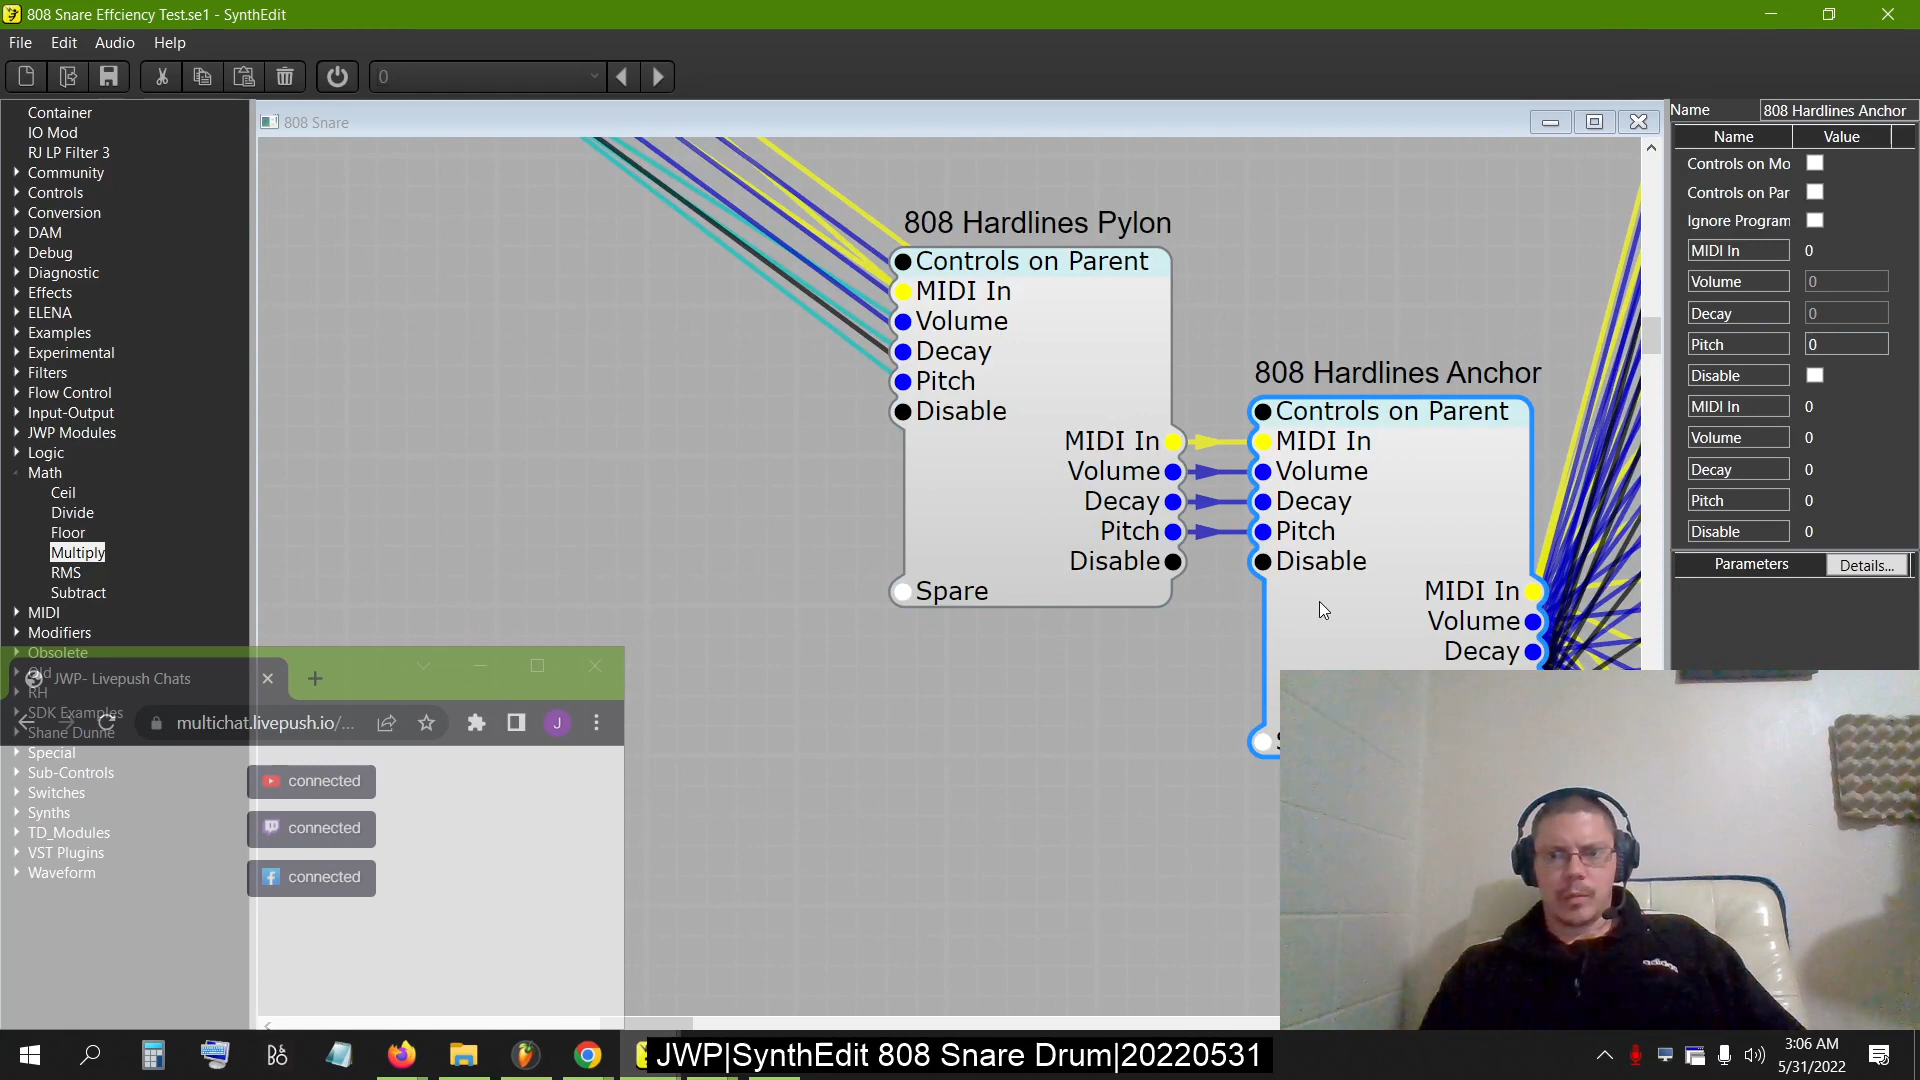 808 Snare Effciency Test.se1 - SynthEdit
File Edit Audio Help
0
Container
IO Mod
RJ LP Filter 3
Community
Controls
Conversion
DAM
Debug
Diagnostic
Effects
ELENA
Examples
Experimental
Filters
Flow Control
Input-Output
JWP Modules
Logic
Math
Ceil
Divide
Floor
Multiply
RMS
Subtract
MIDI
Modifiers
Obsolete
Old
RH
SDK Examples
Shane Dunne
Special
Sub-Controls
Switches
Synths
TD_Modules
VST Plugins
Waveform
JWP- Livepush Chats
multichat.livepush.io/...
J
connected
connected
connected
808 Snare
808 Hardlines Pylon
Controls on Parent
MIDI In
Volume
Decay
Pitch
Disable
MIDI In
Volume
Decay
Pitch
Disable
Spare
808 Hardlines Anchor
Controls on Parent
MIDI In
Volume
Decay
Pitch
Disable
MIDI In
Volume
Decay
Name 808 Hardlines Anchor
Name Value
Controls on Mo
Controls on Par
Ignore Program
MIDI In 0
Volume 0
Decay 0
Pitch 0
Disable
MIDI In 0
Volume 0
Decay 0
Pitch 0
Disable 0
Parameters Details...
adidas
JWP|SynthEdit 808 Snare Drum|20220531
3:06 AM
5/31/2022